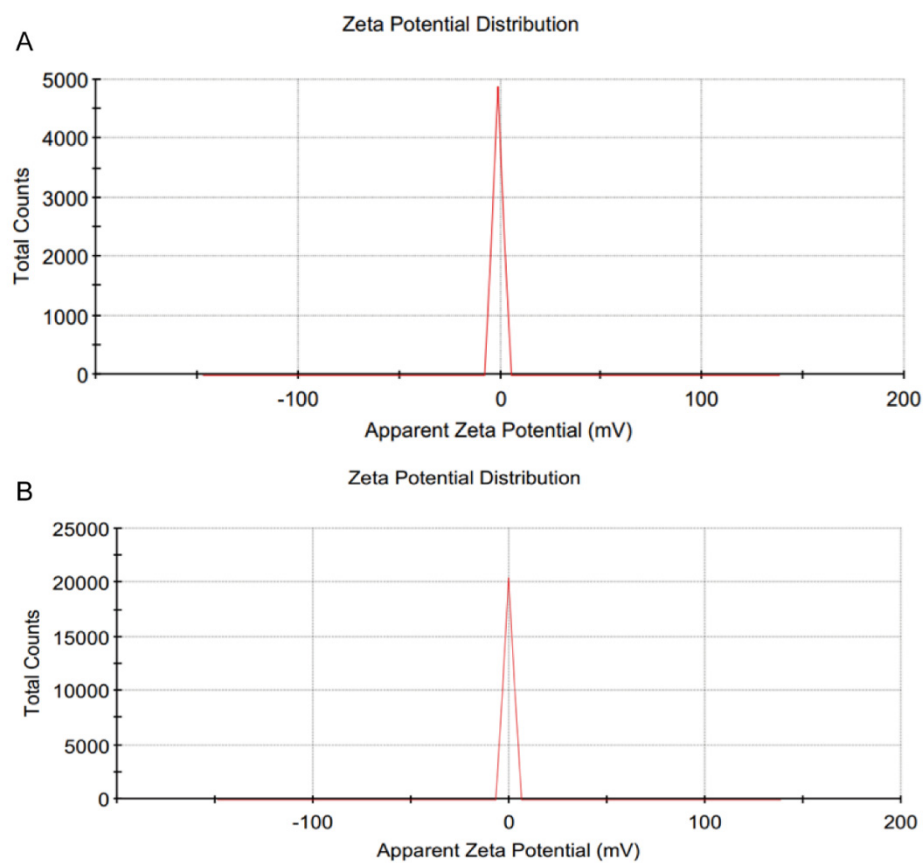 Zeta Potential Distribution
A
5000
4000
3000
2000
1000
0
Total Counts
-100 0 100 200
Apparent Zeta Potential (mV)
Zeta Potential Distribution
B
25000
20000
15000
10000
5000
0
Total Counts
-100 0 100 200
Apparent Zeta Potential (mV)